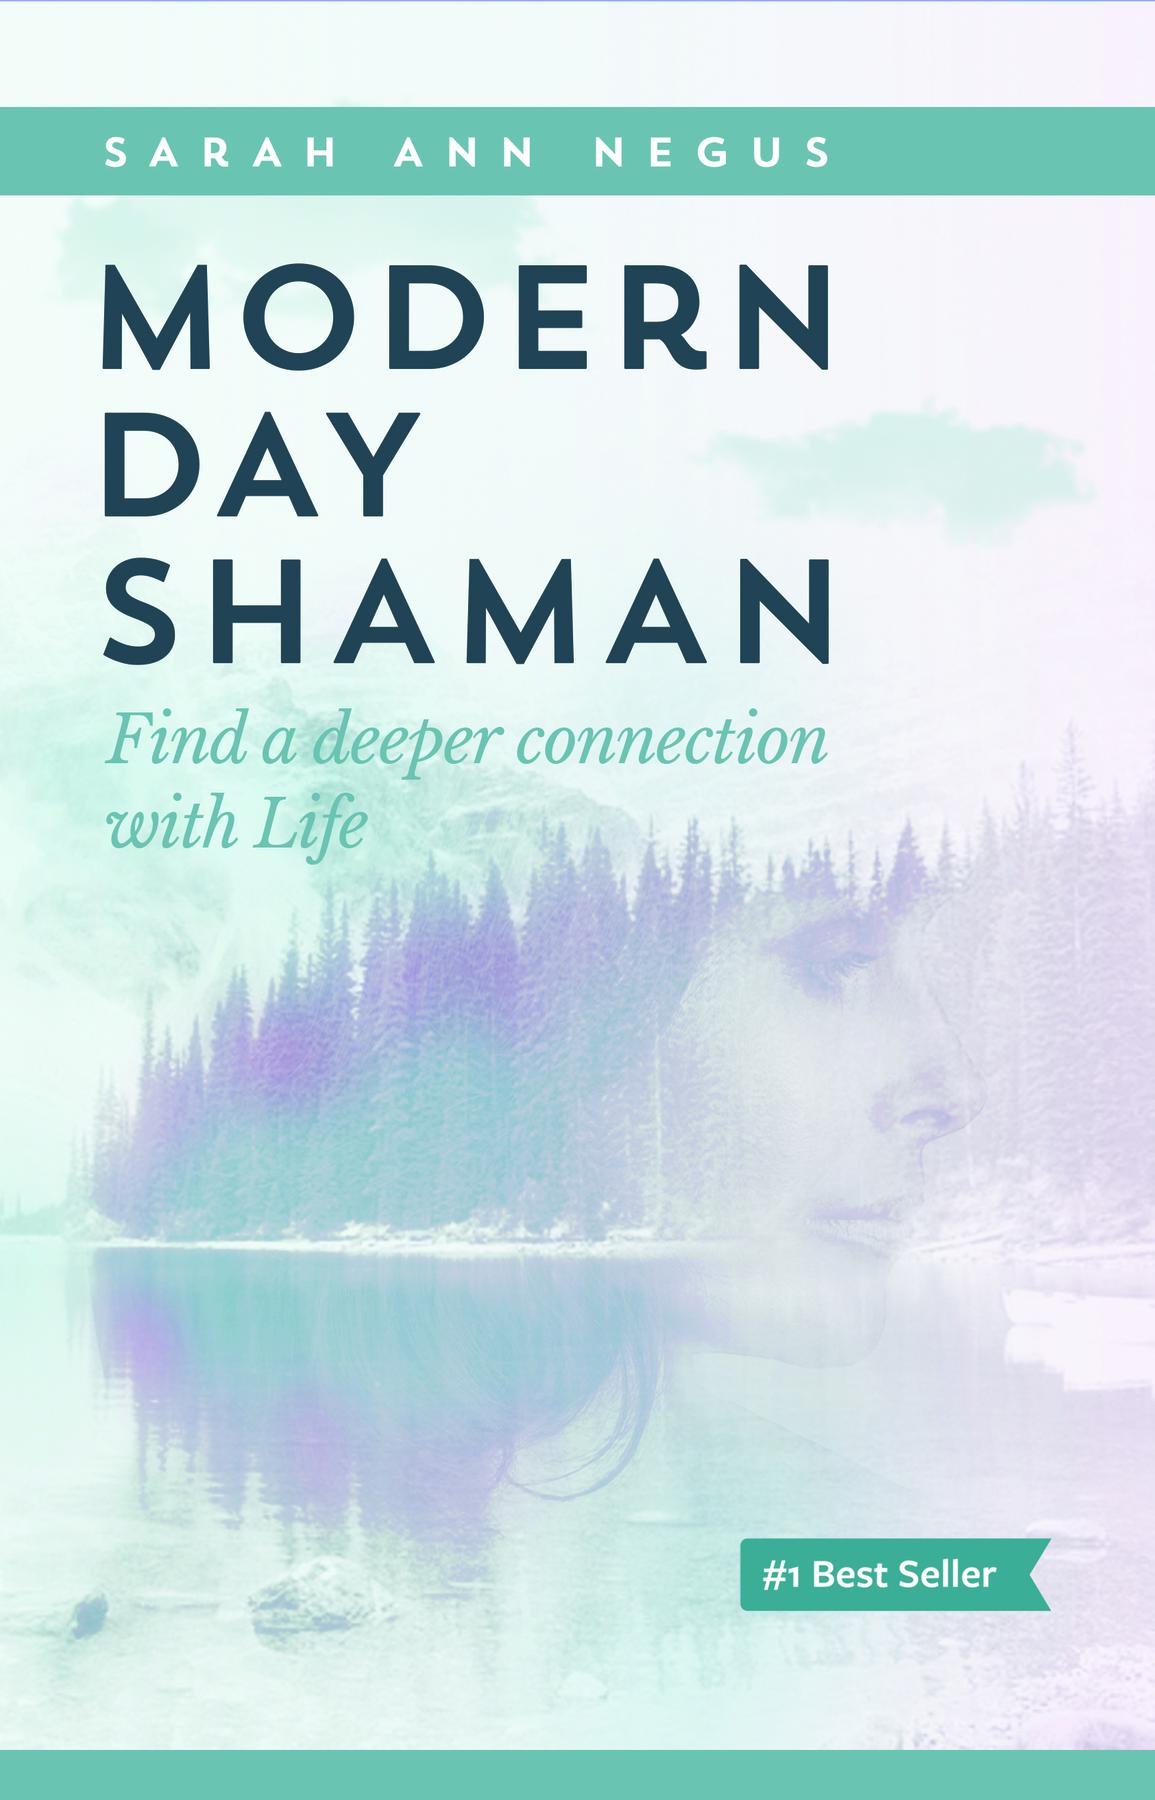 SARAH ANN NEGUS
MODERN
DAY
SHAMAN
Find a deeper connection
with Life
#1 Best Seller